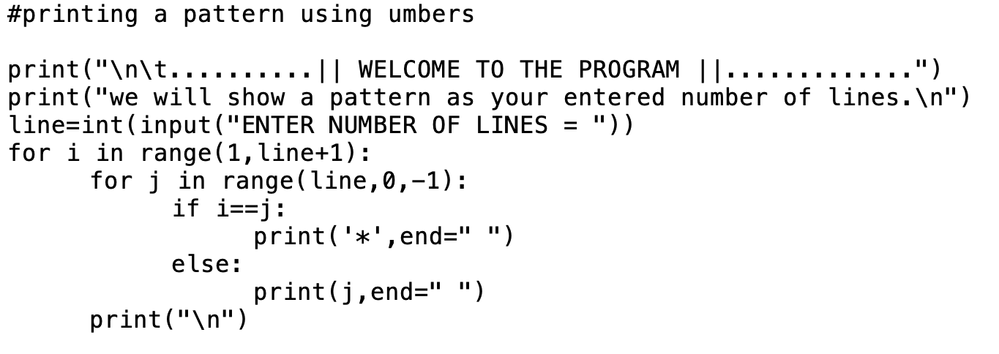 #printing a pattern using umbers
print("\n\t..........|| WELCOME TO THE PROGRAM ||.............")
print("we will show a pattern as your entered number of lines.\n")
line=int(input("ENTER NUMBER OF LINES = "))
for i in range(1,line+1):
      for j in range(line,0,-1):
            if i==j:
                  print('*',end=" ")
            else:
                  print(j,end=" ")
      print("\n")